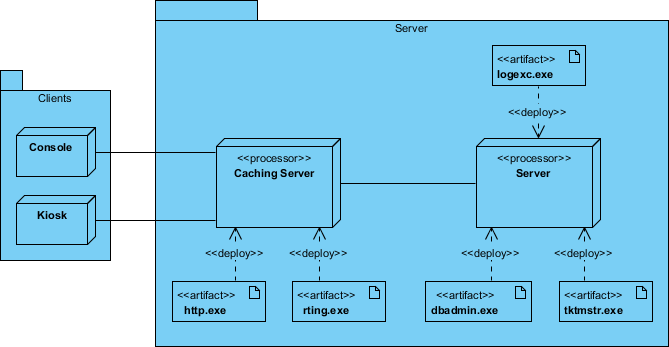 Server
Clients
Console
Kiosk
<<artifact>>
logexc.exe
<<deploy>>
<<processor>>
Caching Server
<<processor>>
Server
<<deploy>>
<<deploy>>
<<deploy>>
<<deploy>>
<<artifact>>
http.exe
<<artifact>>
rting.exe
<<artifact>>
dbadmin.exe
<<artifact>>
tktmstr.exe